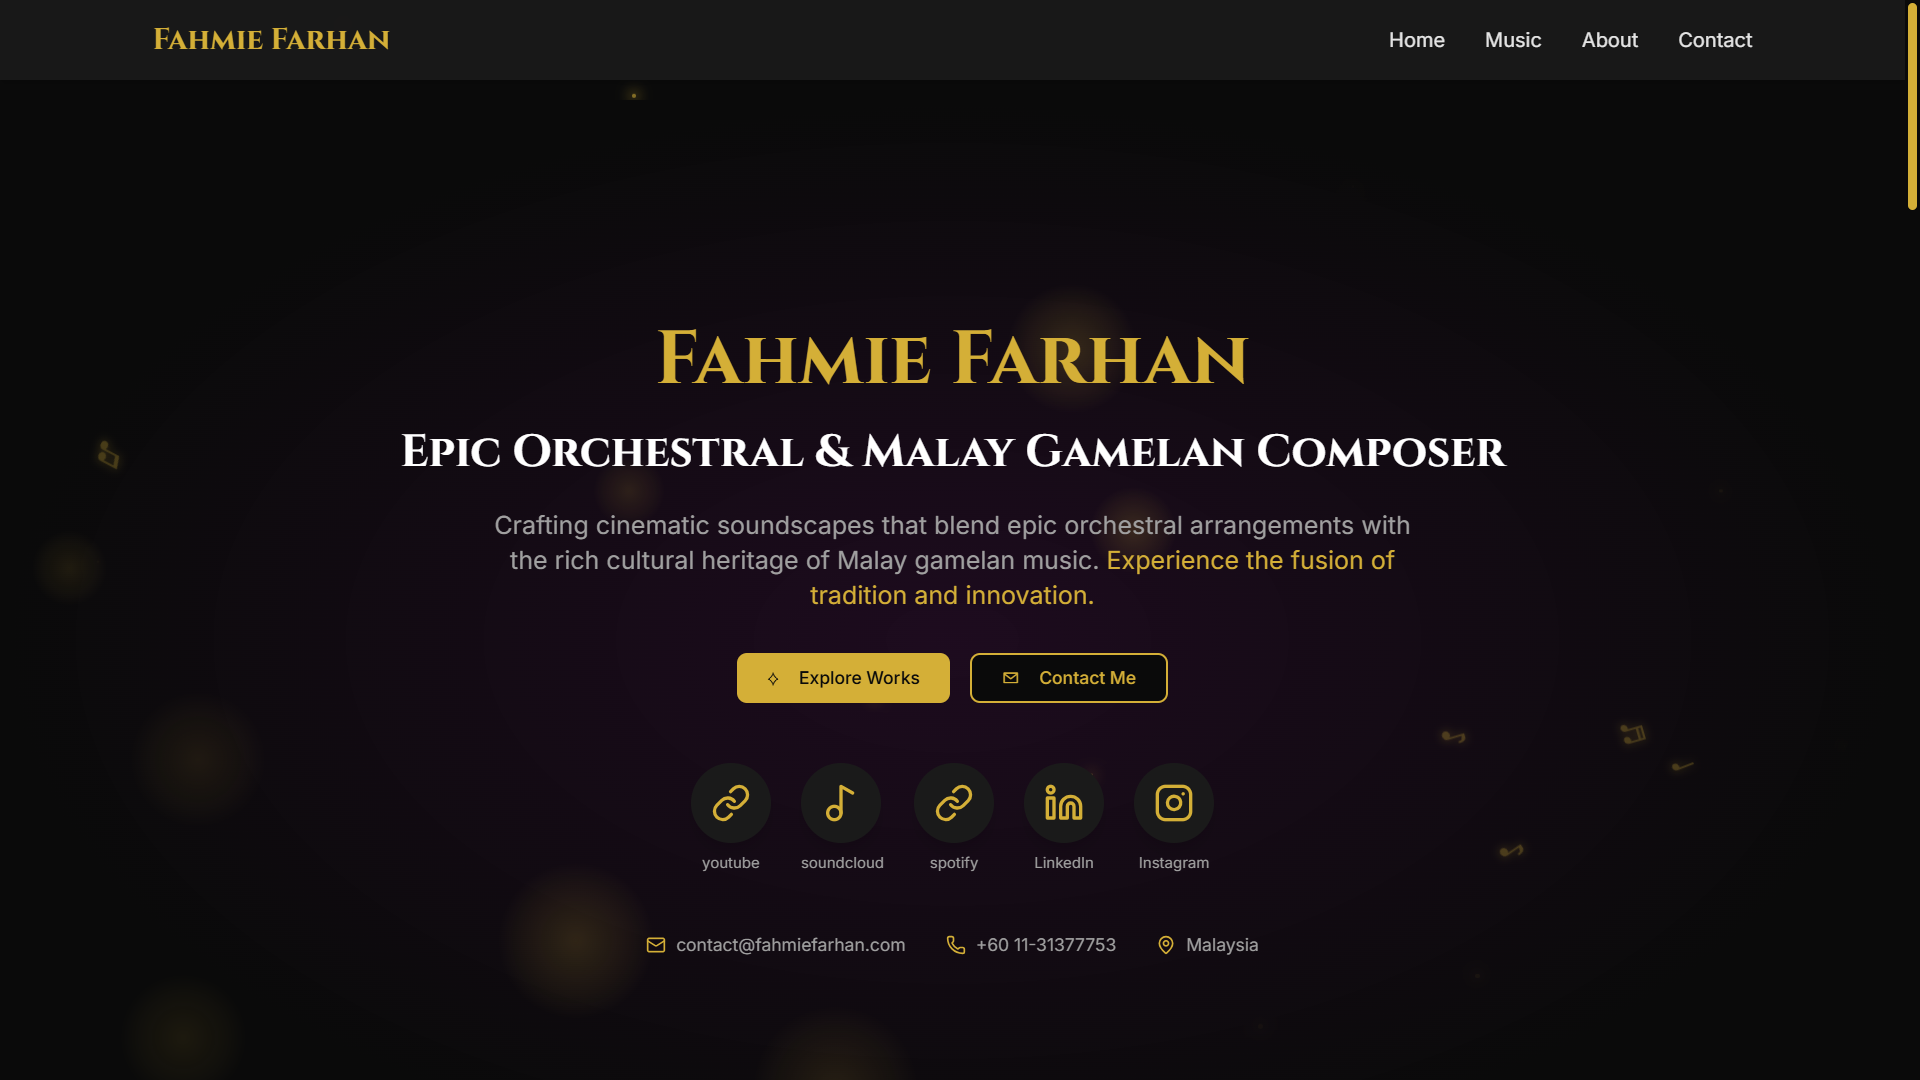 Fahmie Farhan
Home Music About Contact
Fahmie Farhan
Epic Orchestral & Malay Gamelan Composer
Crafting cinematic soundscapes that blend epic orchestral arrangements with
the rich cultural heritage of Malay gamelan music. Experience the fusion of
tradition and innovation.
Explore Works
Contact Me
youtube
soundcloud
spotify
LinkedIn
Instagram
contact@fahmiefarhan.com
+60 11-31377753
Malaysia